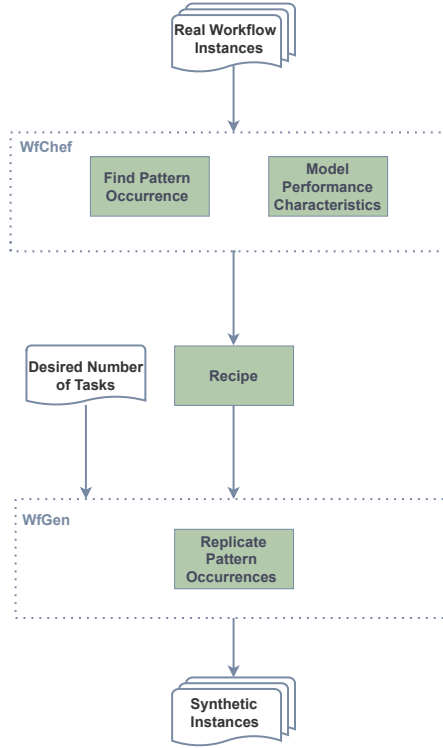 Real Workflow
Instances
WfChef
Find Pattern
Occurrence
Model
Performance
Characteristics
Desired Number
of Tasks
Recipe
WfGen
Replicate
Pattern
Occurrences
Synthetic
Instances